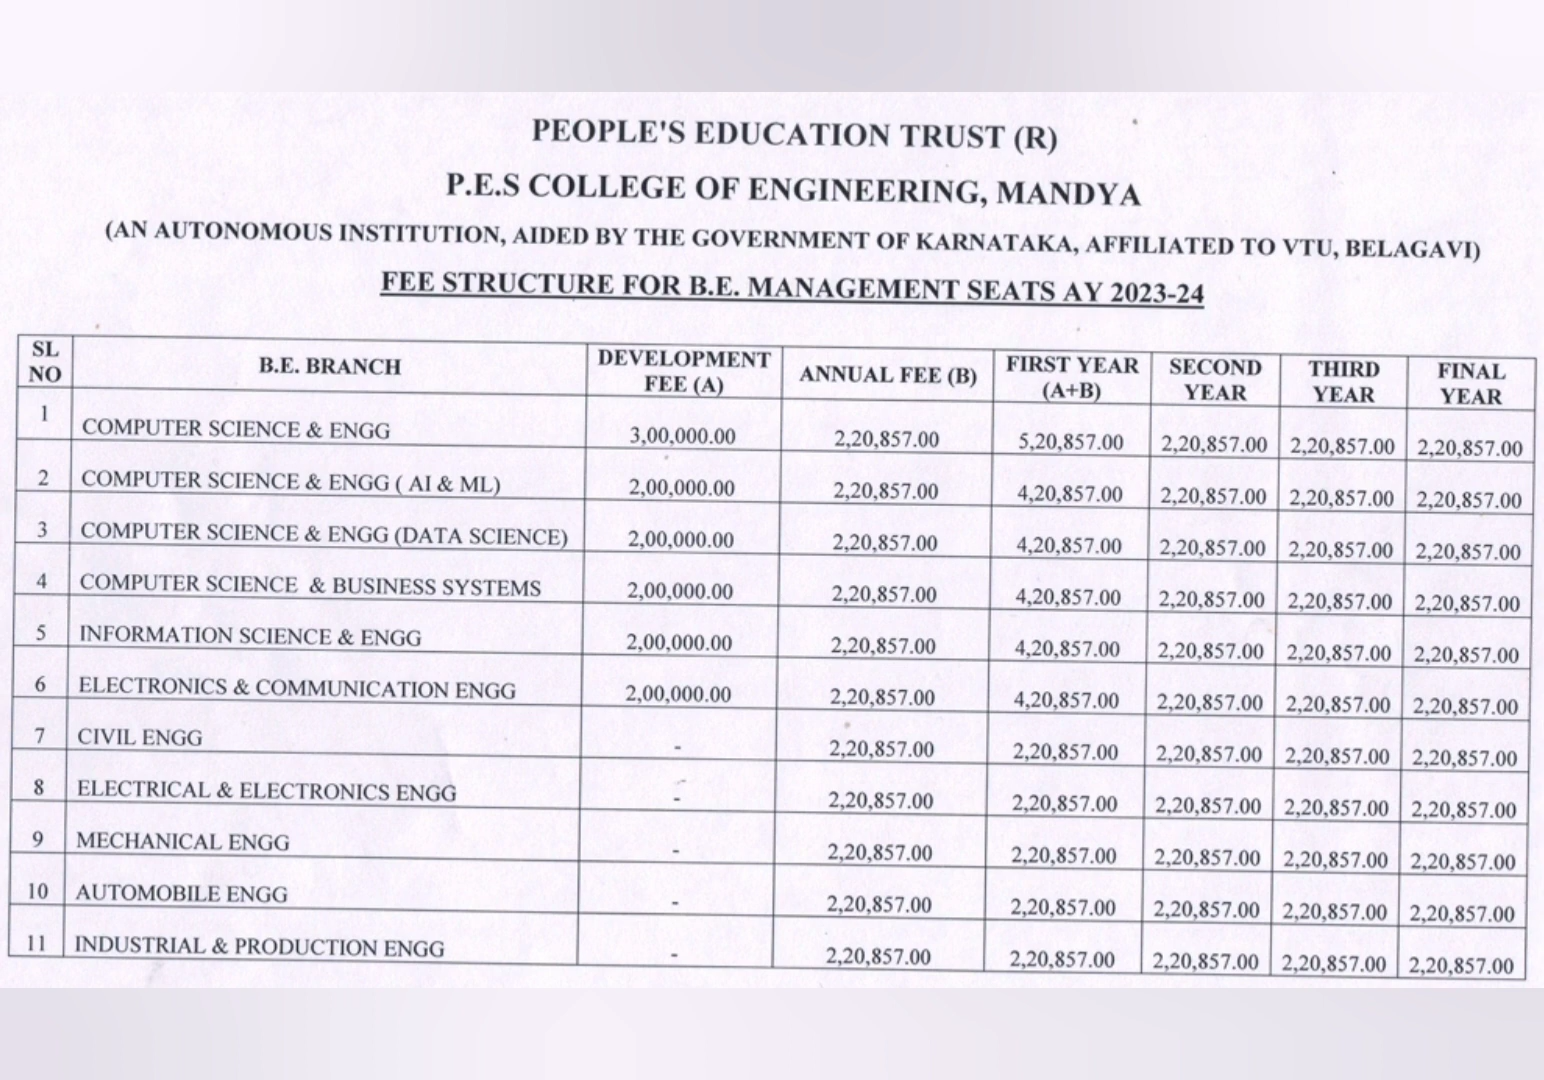 PEOPLE'S EDUCATION TRUST (R)
P.E.S COLLEGE OF ENGINEERING, MANDYA
(AN AUTONOMOUS INSTITUTION, AIDED BY THE GOVERNMENT OF KARNATAKA, AFFILIATED TO VTU, BELAGAVI)
FEE STRUCTURE FOR B.E. MANAGEMENT SEATS AY 2023-24
SL NO B.E. BRANCH DEVELOPMENT FEE (A) ANNUAL FEE (B) FIRST YEAR (A+B) SECOND YEAR THIRD YEAR FINAL YEAR
1 COMPUTER SCIENCE & ENGG 3,00,000.00 2,20,857.00 5,20,857.00 2,20,857.00 2,20,857.00 2,20,857.00
2 COMPUTER SCIENCE & ENGG ( AI & ML) 2,00,000.00 2,20,857.00 4,20,857.00 2,20,857.00 2,20,857.00 2,20,857.00
3 COMPUTER SCIENCE & ENGG (DATA SCIENCE) 2,00,000.00 2,20,857.00 4,20,857.00 2,20,857.00 2,20,857.00 2,20,857.00
4 COMPUTER SCIENCE & BUSINESS SYSTEMS 2,00,000.00 2,20,857.00 4,20,857.00 2,20,857.00 2,20,857.00 2,20,857.00
5 INFORMATION SCIENCE & ENGG 2,00,000.00 2,20,857.00 4,20,857.00 2,20,857.00 2,20,857.00 2,20,857.00
6 ELECTRONICS & COMMUNICATION ENGG 2,00,000.00 2,20,857.00 4,20,857.00 2,20,857.00 2,20,857.00 2,20,857.00
7 CIVIL ENGG - 2,20,857.00 2,20,857.00 2,20,857.00 2,20,857.00 2,20,857.00
8 ELECTRICAL & ELECTRONICS ENGG - 2,20,857.00 2,20,857.00 2,20,857.00 2,20,857.00 2,20,857.00
9 MECHANICAL ENGG - 2,20,857.00 2,20,857.00 2,20,857.00 2,20,857.00 2,20,857.00
10 AUTOMOBILE ENGG - 2,20,857.00 2,20,857.00 2,20,857.00 2,20,857.00 2,20,857.00
11 INDUSTRIAL & PRODUCTION ENGG - 2,20,857.00 2,20,857.00 2,20,857.00 2,20,857.00 2,20,857.00